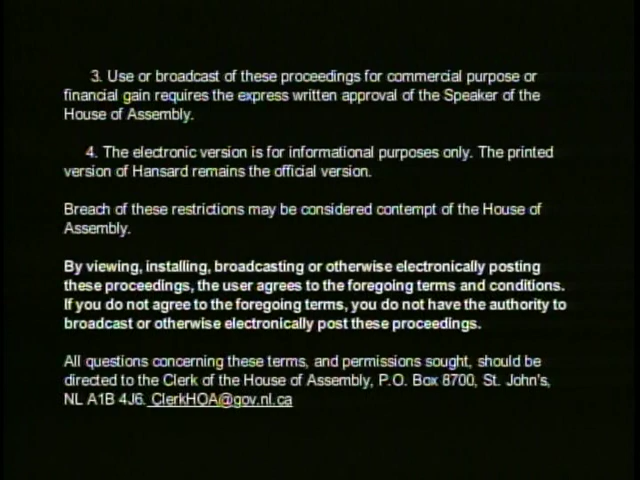 3. Use or broadcast of these proceedings for commercial purpose or
financial gain requires the express written approval of the Speaker of the
House of Assembly.
4. The electronic version is for informational purposes only. The printed
version of Hansard remains the official version.
Breach of these restrictions may be considered contempt of the House of
Assembly.
By viewing, installing, broadcasting or otherwise electronically posting
these proceedings, the user agrees to the foregoing terms and conditions.
If you do not agree to the foregoing terms, you do not have the authority to
broadcast or otherwise electronically post these proceedings.
All questions concerning these terms, and permissions sought, should be
directed to the Clerk of the House of Assembly, P.O. Box 8700, St. John's,
NL A1B 4J6. ClerkHOA@gov.nl.ca